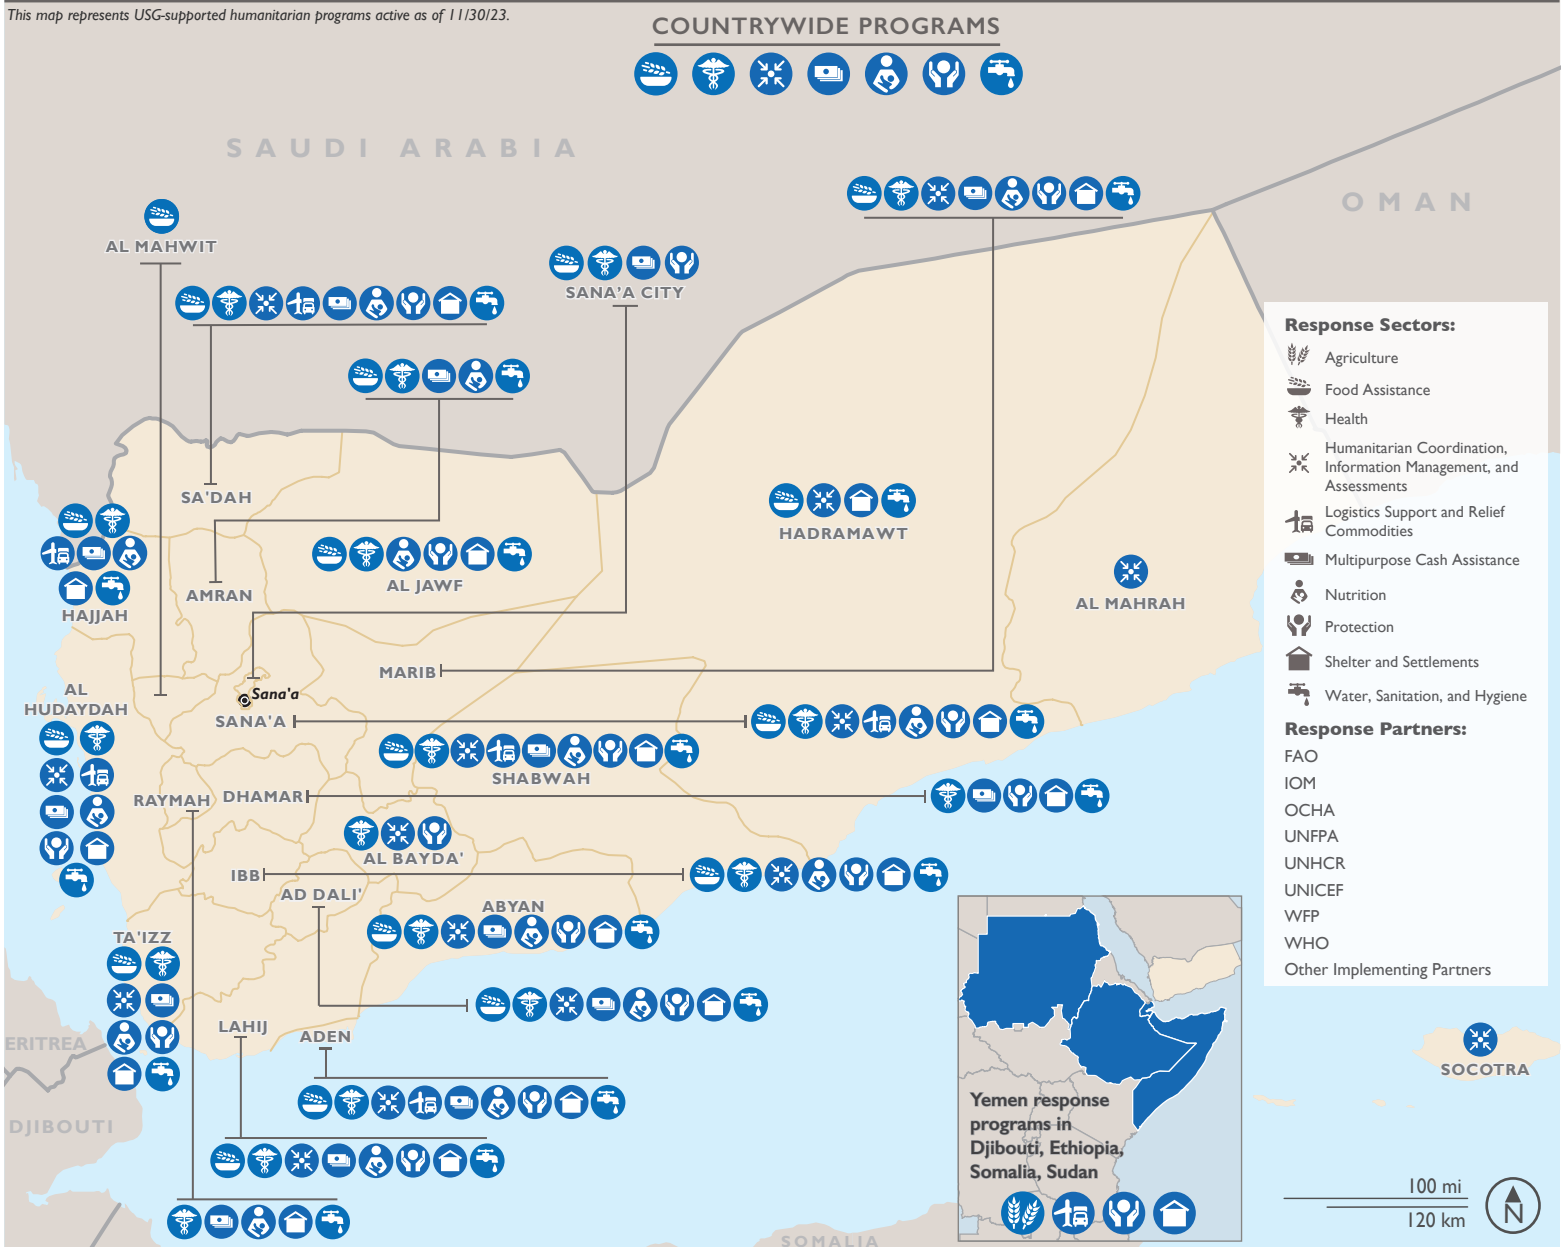 This map represents USG-supported humanitarian programs active as of 11/30/23.
COUNTRYWIDE PROGRAMS
SAUDI ARABIA
OMAN
AL MAHWIT
SANA'A CITY
SA'DAH
HAJJAH
AMRAN
AL JAWF
HADRAMAWT
AL MAHRAH
MARIB
AL
HUDAYDAH
Sana'a
SANA'A
SHABWAH
RAYMAH
DHAMAR
AL BAYDA'
IBB
AD DALI'
ABYAN
TA'IZZ
LAHIJ
ADEN
ERITREA
DJIBOUTI
SOMALIA
SOCOTRA
Response Sectors:
Agriculture
Food Assistance
Health
Humanitarian Coordination,
Information Management, and
Assessments
Logistics Support and Relief
Commodities
Multipurpose Cash Assistance
Nutrition
Protection
Shelter and Settlements
Water, Sanitation, and Hygiene
Response Partners:
FAO
IOM
OCHA
UNFPA
UNHCR
UNICEF
WFP
WHO
Other Implementing Partners
Yemen response
programs in
Djibouti, Ethiopia,
Somalia, Sudan
100 mi
120 km
N